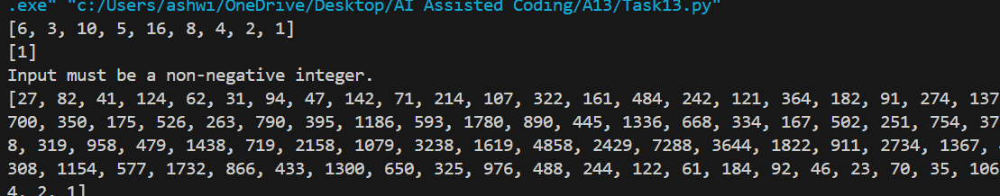 .exe" "c:/Users/ashwi/OneDrive/Desktop/AI Assisted Coding/A13/Task13.py"
[6, 3, 10, 5, 16, 8, 4, 2, 1]
[1]
Input must be a non-negative integer.
[27, 82, 41, 124, 62, 31, 94, 47, 142, 71, 214, 107, 322, 161, 484, 242, 121, 364, 182, 91, 274, 137
700, 350, 175, 526, 263, 790, 395, 1186, 593, 1780, 890, 445, 1336, 668, 334, 167, 502, 251, 754, 37
8, 319, 958, 479, 1438, 719, 2158, 1079, 3238, 1619, 4858, 2429, 7288, 3644, 1822, 911, 2734, 1367,
308, 1154, 577, 1732, 866, 433, 1300, 650, 325, 976, 488, 244, 122, 61, 184, 92, 46, 23, 70, 35, 106
4, 2, 1]